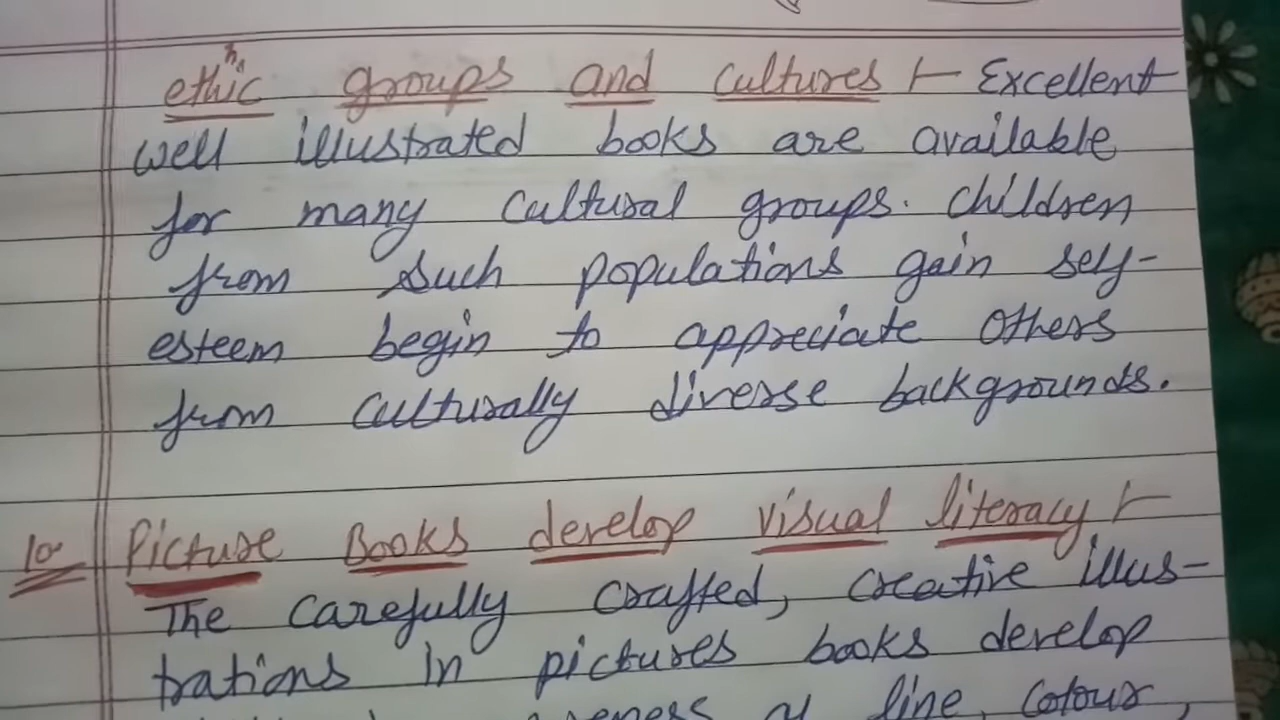 ethnic groups and cultures :-  Excellent
well illustrated books are available
for many cultural groups. Children
from such populations gain self-
esteem begin to appreciate others
from culturally diverse backgrounds.
10. Picture Books develop visual literacy :-
The carefully crafted, creative illus-
trations in pictures books develop
line, colour,